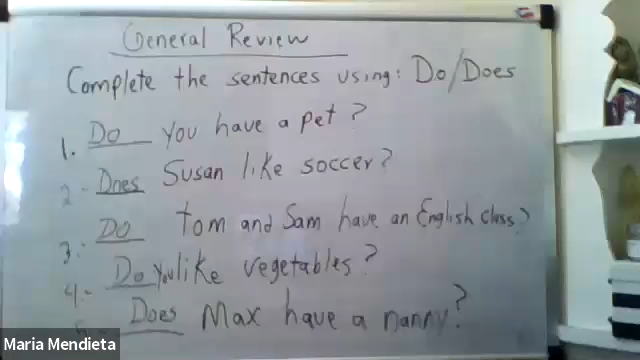 General Review
Complete the sentences using: Do/Does
1. Do you have a pet?
2- Does Susan like soccer?
3. Do tom and Sam have an English class?
4.- Do you like vegetables?
Does Max have a nanny?
Maria Mendieta